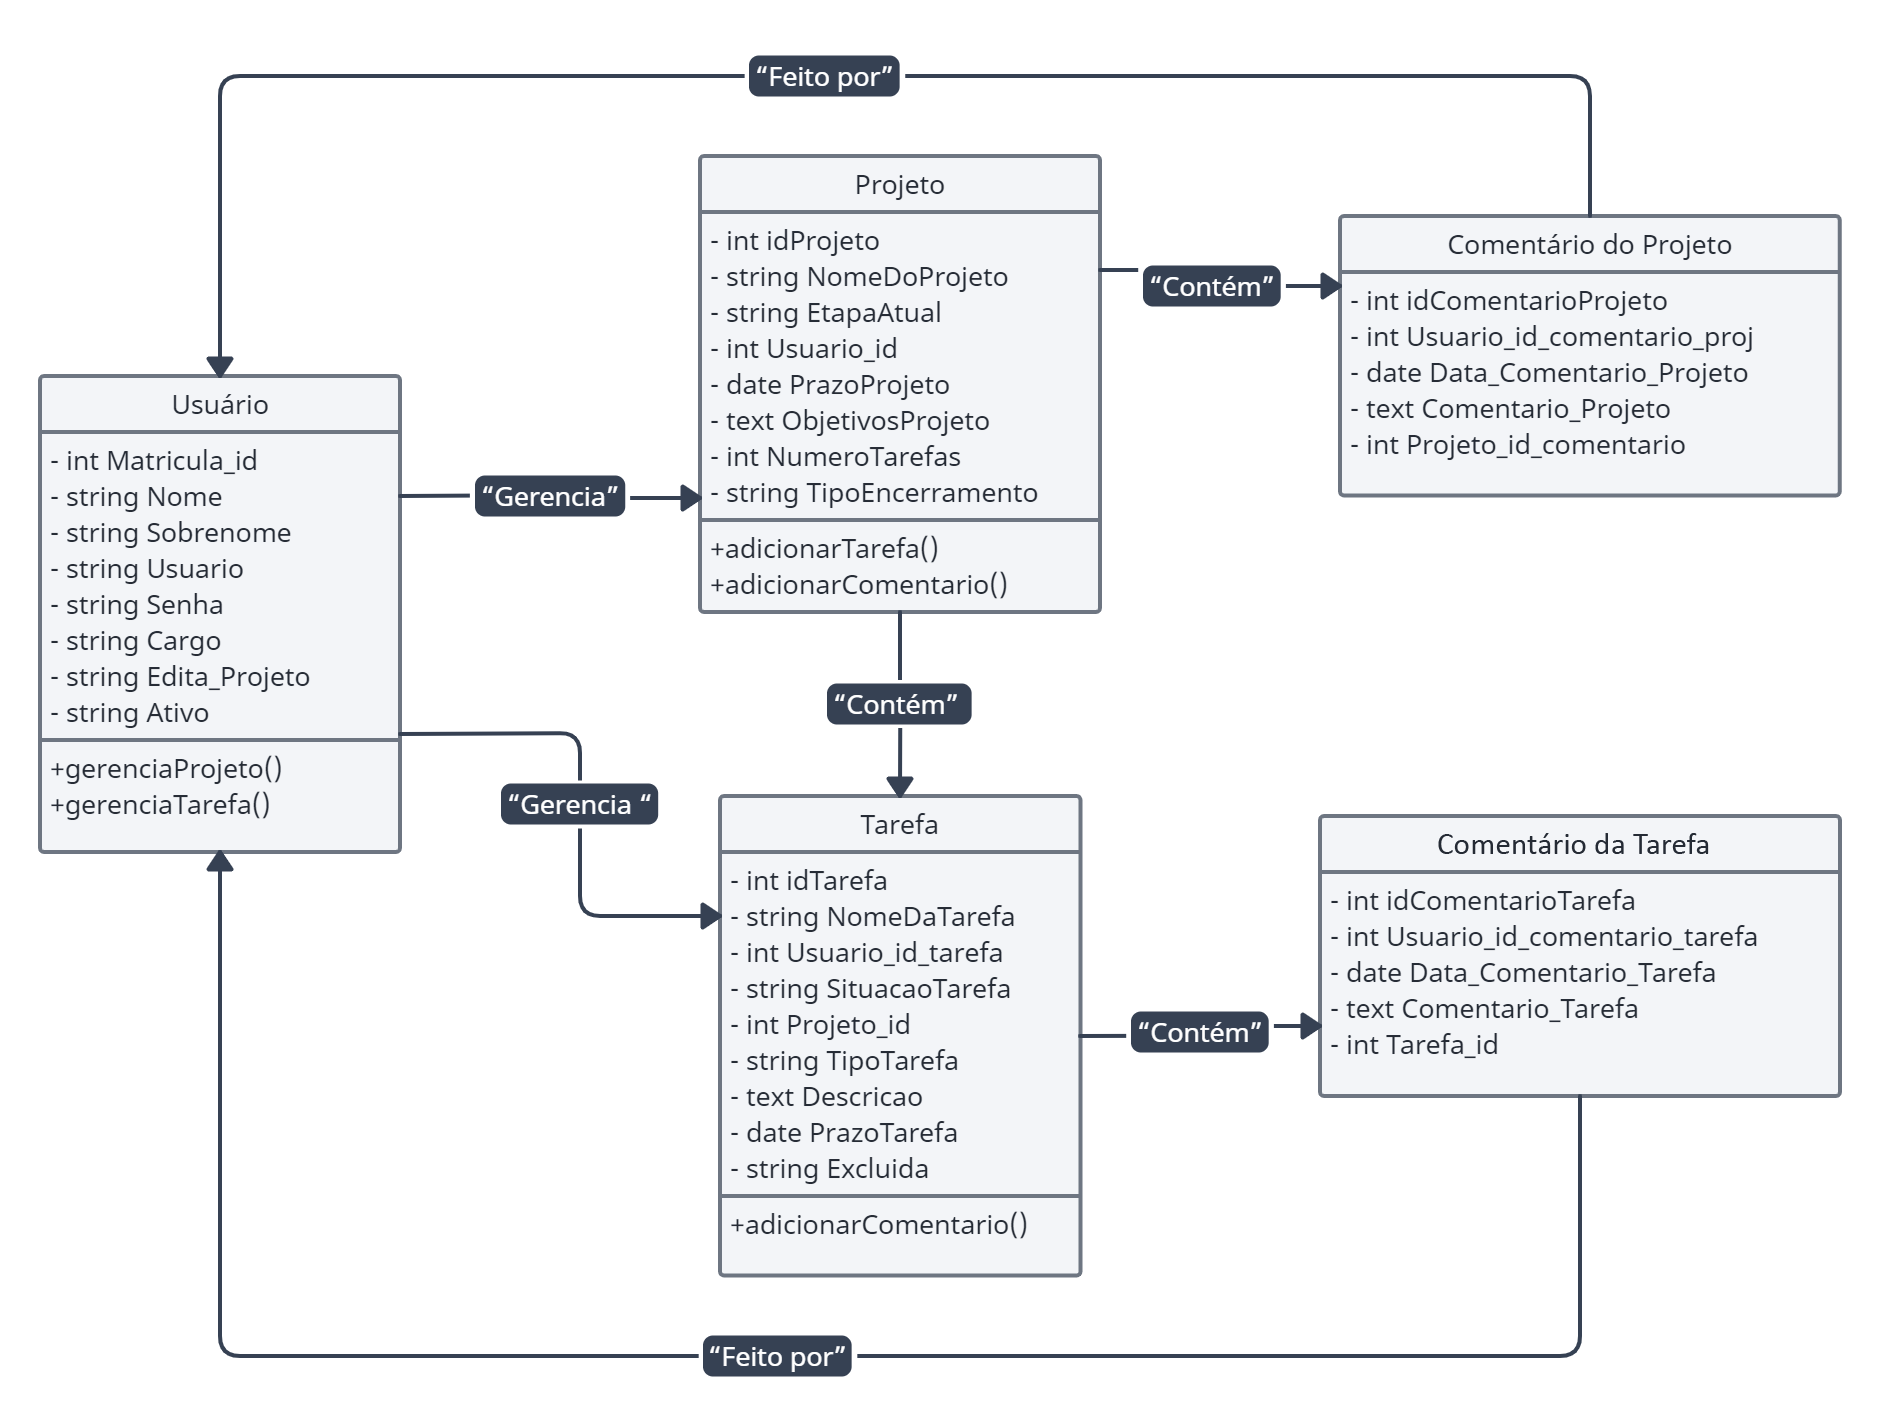 “Feito por”
Projeto
- int idProjeto
- string NomeDoProjeto
- string EtapaAtual
- int Usuario_id
- date PrazoProjeto
- text ObjetivosProjeto
- int NumeroTarefas
- string TipoEncerramento
+adicionarTarefa()
+adicionarComentario()
“Contém”
Comentário do Projeto
- int idComentarioProjeto
- int Usuario_id_comentario_proj
- date Data_Comentario_Projeto
- text Comentario_Projeto
- int Projeto_id_comentario
Usuário
- int Matricula_id
- string Nome
- string Sobrenome
- string Usuario
- string Senha
- string Cargo
- string Edita_Projeto
- string Ativo
+gerenciaProjeto()
+gerenciaTarefa()
“Gerencia”
“Contém”
“Gerencia “
Tarefa
- int idTarefa
- string NomeDaTarefa
- int Usuario_id_tarefa
- string SituacaoTarefa
- int Projeto_id
- string TipoTarefa
- text Descricao
- date PrazoTarefa
- string Excluida
+adicionarComentario()
“Contém”
Comentário da Tarefa
- int idComentarioTarefa
- int Usuario_id_comentario_tarefa
- date Data_Comentario_Tarefa
- text Comentario_Tarefa
- int Tarefa_id
“Feito por”